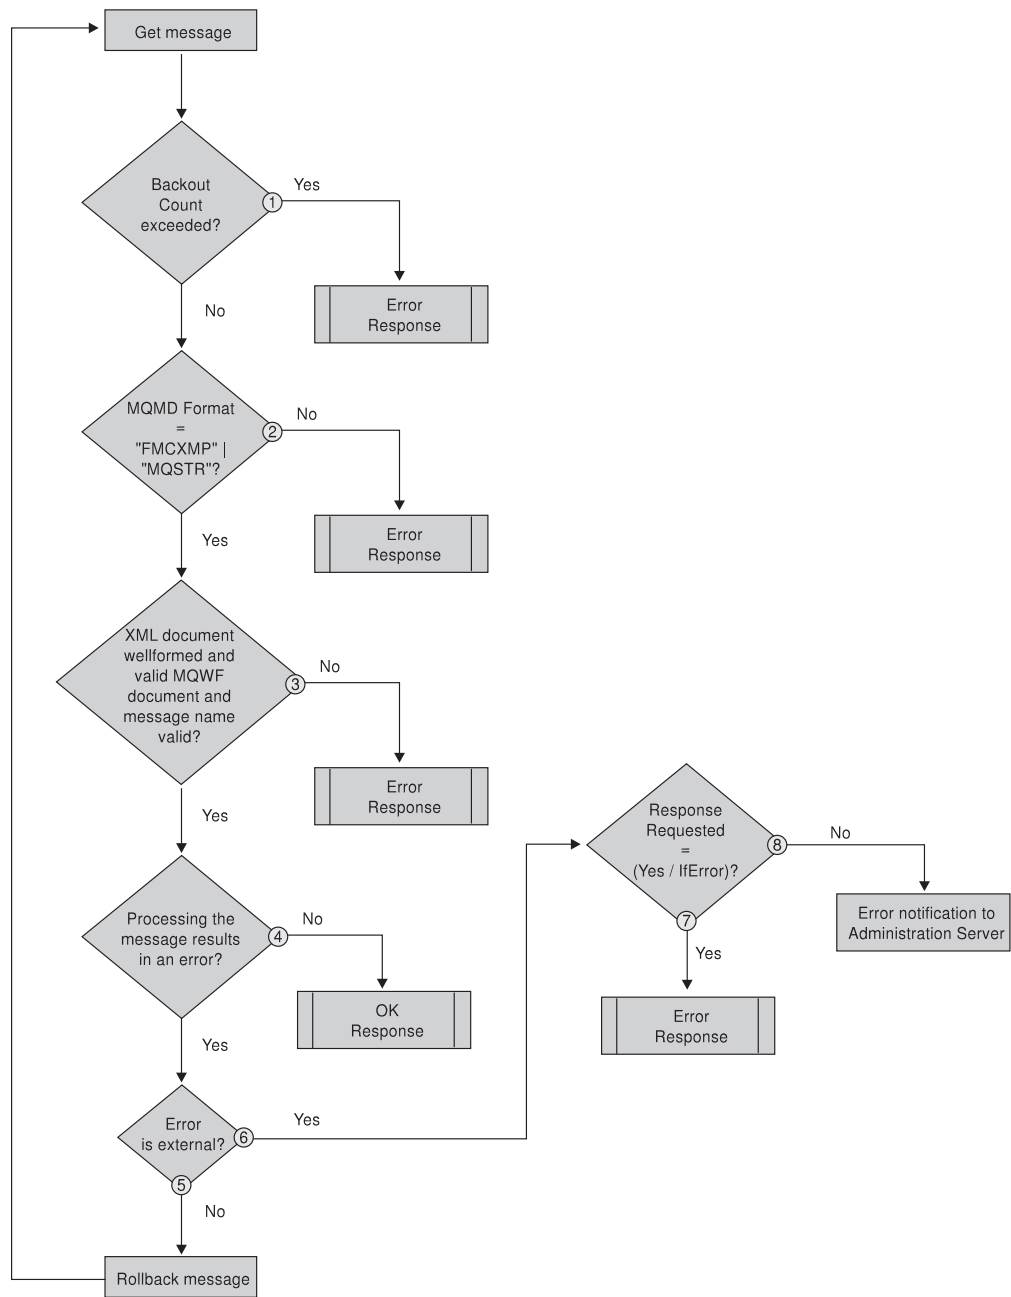 Get message
Backout
Count
exceeded?
1
Yes
Error
Response
No
MQMD Format
=
"FMCXMP" |
"MQSTR"?
2
No
Error
Response
Yes
XML document
wellformed and
valid MQWF
document and
message name
valid?
3
No
Error
Response
Yes
Processing the
message results
in an error?
4
No
OK
Response
Yes
Error
is external?
6
Yes
5
No
Rollback message
Response
Requested
=
(Yes / IfError)?
8
No
Error notification to
Administration Server
7
Yes
Error
Response